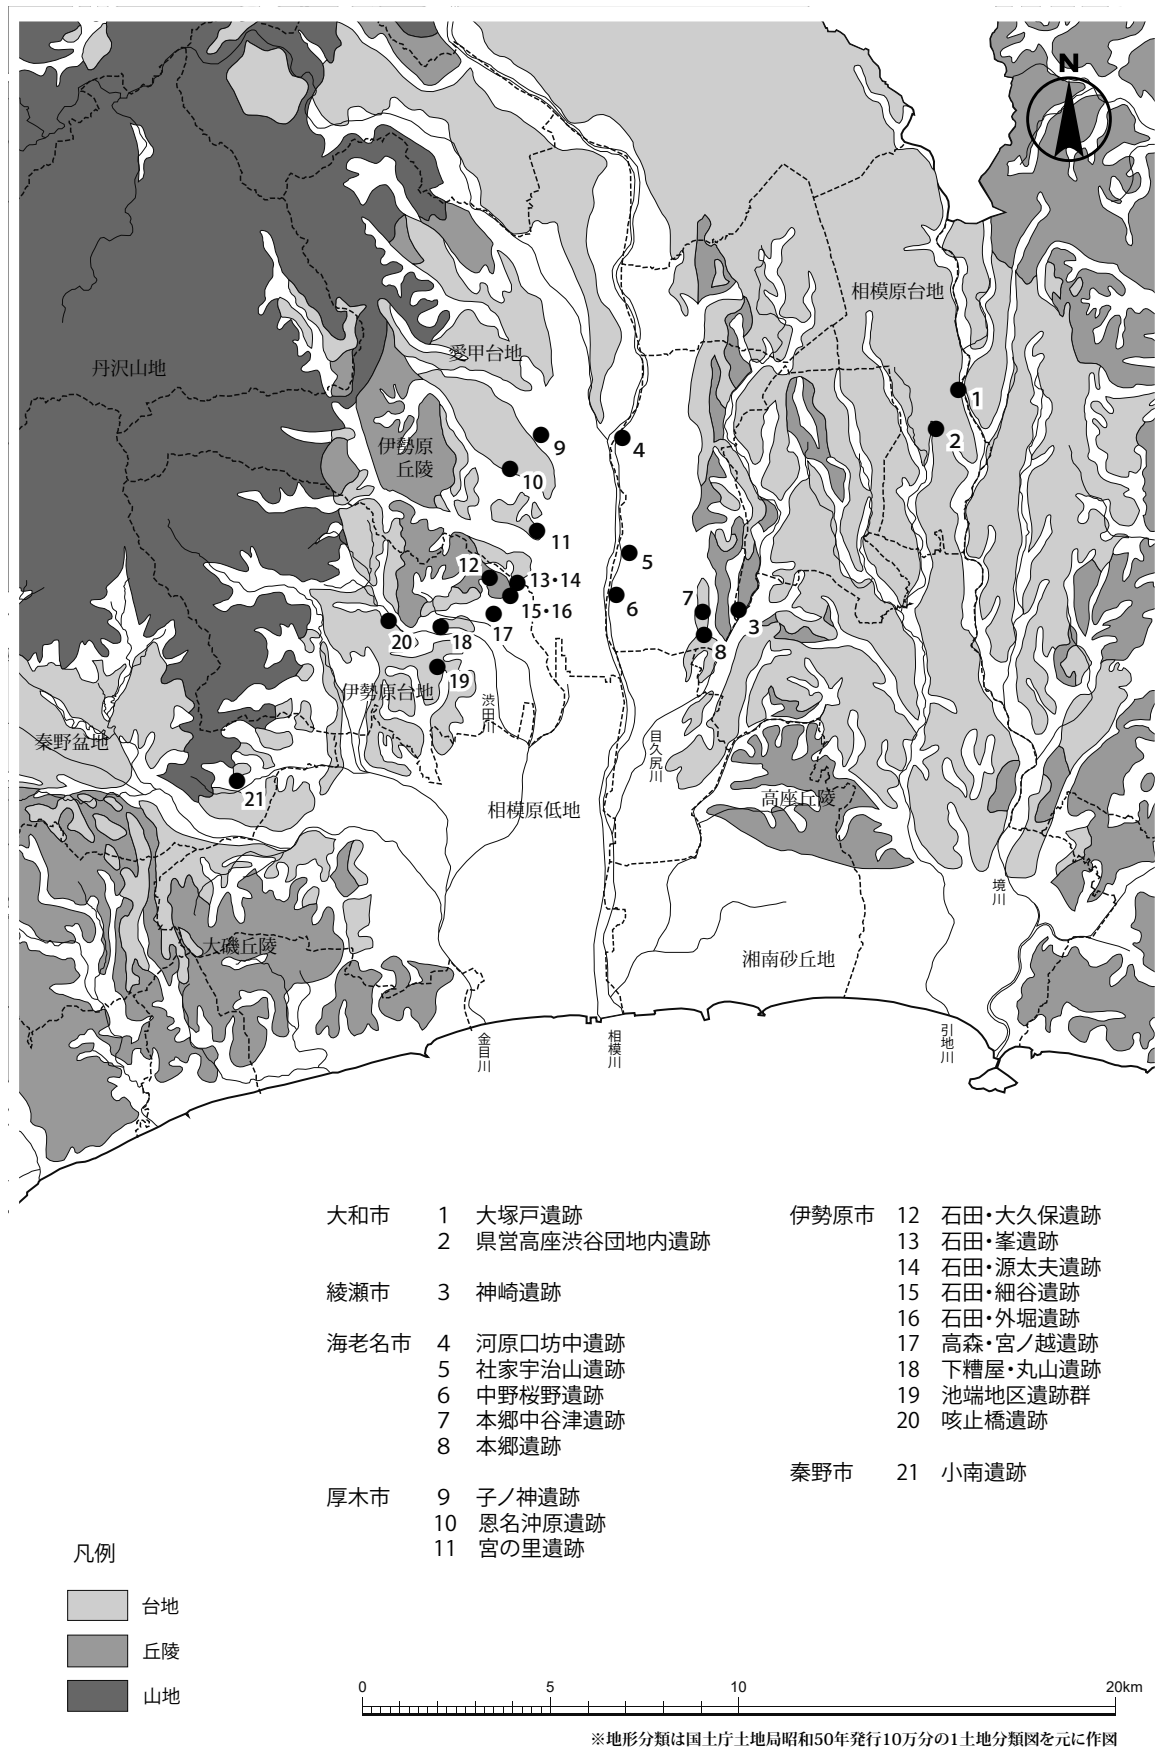 N
相模原台地
愛甲台地
丹沢山地
伊勢原
丘陵
1
2
9
4
10
11
5
12
13・14
6
15・16
7
3
17
20
18
8
19
伊勢原台地
渋田川
秦野盆地
目久尻川
21
相模原低地
高座丘陵
境川
大磯丘陵
湘南砂丘地
金目川
相模川
引地川
大和市 1 大塚戸遺跡
2 県営高座渋谷団地内遺跡
綾瀬市 3 神崎遺跡
海老名市 4 河原口坊中遺跡
5 社家宇治山遺跡
6 中野桜野遺跡
7 本郷中谷津遺跡
8 本郷遺跡
厚木市 9 子ノ神遺跡
10 恩名沖原遺跡
11 宮の里遺跡
伊勢原市 12 石田・大久保遺跡
13 石田・峯遺跡
14 石田・源太夫遺跡
15 石田・細谷遺跡
16 石田・外堀遺跡
17 高森・宮ノ越遺跡
18 下糟屋・丸山遺跡
19 池端地区遺跡群
20 咳止橋遺跡
秦野市 21 小南遺跡
凡例
台地
丘陵
山地
0 5 10 20km
※地形分類は国土庁土地局昭和50年発行10万分の1土地分類図を元に作図